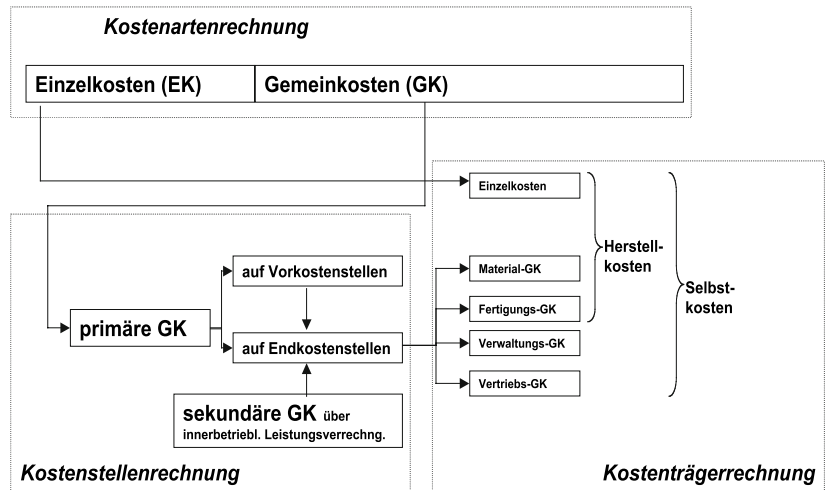 Kostenartenrechnung
Einzelkosten (EK)
Gemeinkosten (GK)
Einzelkosten
Herstell-
kosten
Selbst-
kosten
auf Vorkostenstellen
Material-GK
primäre GK
Fertigungs-GK
auf Endkostenstellen
Verwaltungs-GK
Vertriebs-GK
sekundäre GK über
innerbetriebl. Leistungsverrechng.
Kostenstellenrechnung
Kostenträgerrechnung